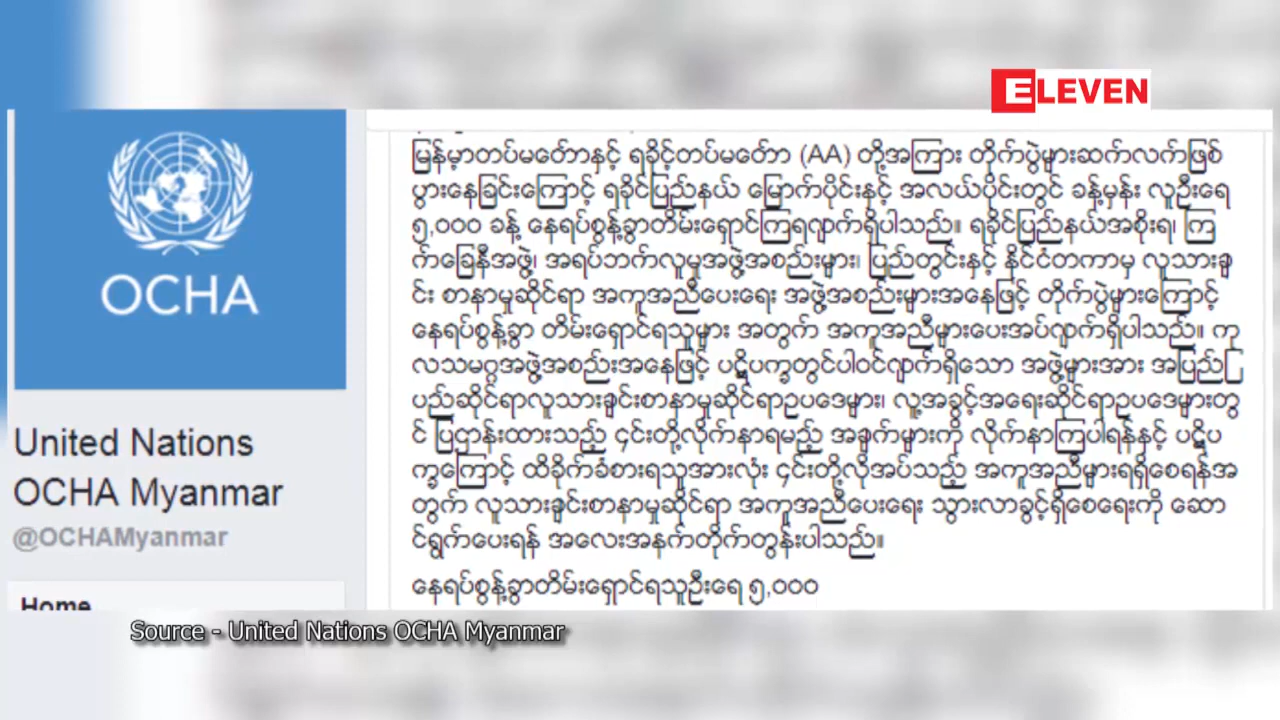 ELEVEN
OCHA
United Nations
OCHA Myanmar
@OCHAMyanmar
Home
မြန်မာ့တပ်မတော်နှင့် ရခိုင့်တပ်မတော် (AA) တို့အကြား တိုက်ပွဲများဆက်လက်ဖြစ်
ပွားနေခြင်းကြောင့် ရခိုင်ပြည်နယ် မြောက်ပိုင်းနှင့် အလယ်ပိုင်းတွင် ခန့်မှန်း လူဦးရေ
၅,၀၀၀ ခန့် နေရပ်စွန့်ခွာတိမ်းရှောင်ကြရလျက်ရှိပါသည်။ ရခိုင်ပြည်နယ်အစိုးရ၊ ကြ
က်ခြေနီအဖွဲ့၊ အရပ်ဘက်လူမှုအဖွဲ့အစည်းများ၊ ပြည်တွင်းနှင့် နိုင်ငံတကာမှ လူသားချ
င်း စာနာမှုဆိုင်ရာ အကူအညီပေးရေး အဖွဲ့အစည်းများအနေဖြင့် တိုက်ပွဲများကြောင့်
နေရပ်စွန့်ခွာ တိမ်းရှောင်ရသူများ အတွက် အကူအညီများပေးအပ်လျက်ရှိပါသည်။ ကု
လသမဂ္ဂအဖွဲ့အစည်းအနေဖြင့် ပဋိပက္ခတွင်ပါဝင်လျက်ရှိသော အဖွဲ့များအား အပြည်ပြ
ပည်ဆိုင်ရာလူသားချင်းစာနာမှုဆိုင်ရာဥပဒေများ၊ လူ့အခွင့်အရေးဆိုင်ရာဥပဒေများတွ
င် ပြဌာန်းထားသည့် ၎င်းတို့လိုက်နာရမည့် အချက်များကို လိုက်နာကြပါရန်နှင့် ပဋိပ
က္ခကြောင့် ထိခိုက်ခံစားရသူအားလုံး ၎င်းတို့လိုအပ်သည့် အကူအညီများရရှိစေရန်အ
တွက် လူသားချင်းစာနာမှုဆိုင်ရာ အကူအညီပေးရေး သွားလာခွင့်ရှိစေရေးကို ဆော
င်ရွက်ပေးရန် အလေးအနက်တိုက်တွန်းပါသည်။
နေရပ်စွန့်ခွာတိမ်းရှောင်ရသူဦးရေ ၅,၀၀၀
Source - United Nations OCHA Myanmar